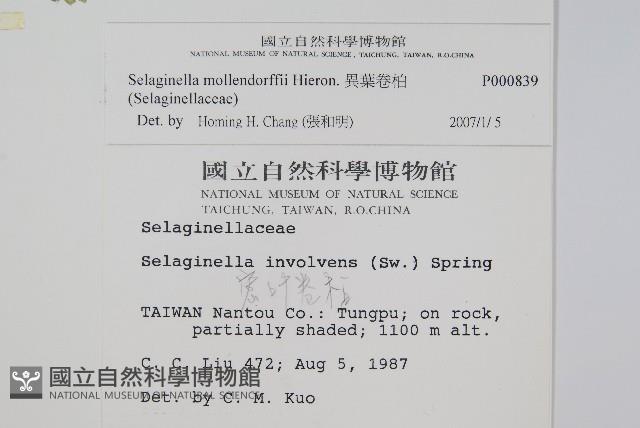 國立自然科學博物館
NATIONAL MUSEUM OF NATURAL SCIENCE, TAICHUNG, TAIWAN, R.O.CHINA
Selaginella mollendorffii Hieron. 異葉卷柏 P000839
(Selaginellaceae)
Det. by Homing H. Chang (張和明) 2007/1/5
國立自然科學博物館
NATIONAL MUSEUM OF NATURAL SCIENCE
TAICHUNG, TAIWAN, R.O.CHINA
Selaginellaceae
Selaginella involvens (Sw.) Spring
卷柏
TAIWAN Nantou Co.: Tungpu; on rock,
partially shaded; 1100 m alt.
C. C. Liu 472; Aug 5, 1987
國立自然科學博物館
NATIONAL MUSEUM OF NATURAL SCIENCE
Det. by C. M. Kuo